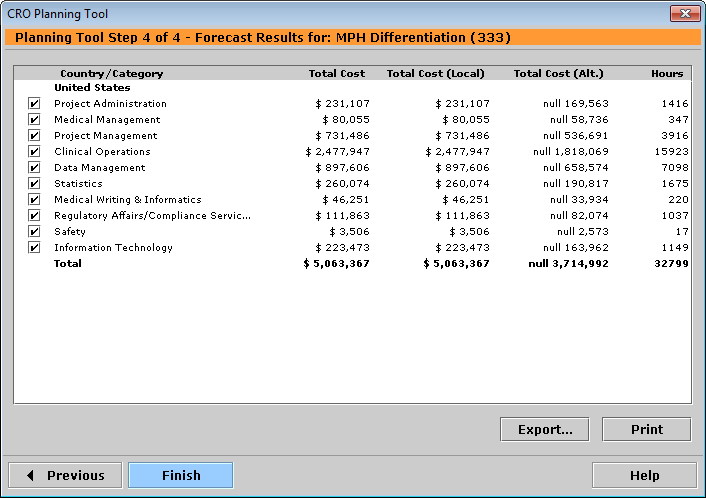 CRO Planning Tool
Planning Tool Step 4 of 4 - Forecast Results for: MPH Differentiation (333)
Country/Category Total Cost Total Cost (Local) Total Cost (Alt.) Hours
United States
Project Administration $ 231,107 $ 231,107 null 169,563 1416
Medical Management $ 80,055 $ 80,055 null 58,736 347
Project Management $ 731,486 $ 731,486 null 536,691 3916
Clinical Operations $ 2,477,947 $ 2,477,947 null 1,818,069 15923
Data Management $ 897,606 $ 897,606 null 658,574 7098
Statistics $ 260,074 $ 260,074 null 190,817 1675
Medical Writing & Informatics $ 46,251 $ 46,251 null 33,934 220
Regulatory Affairs/Compliance Servic... $ 111,863 $ 111,863 null 82,074 1037
Safety $ 3,506 $ 3,506 null 2,573 17
Information Technology $ 223,473 $ 223,473 null 163,962 1149
Total $ 5,063,367 $ 5,063,367 null 3,714,992 32799
Export... Print
Previous Finish Help